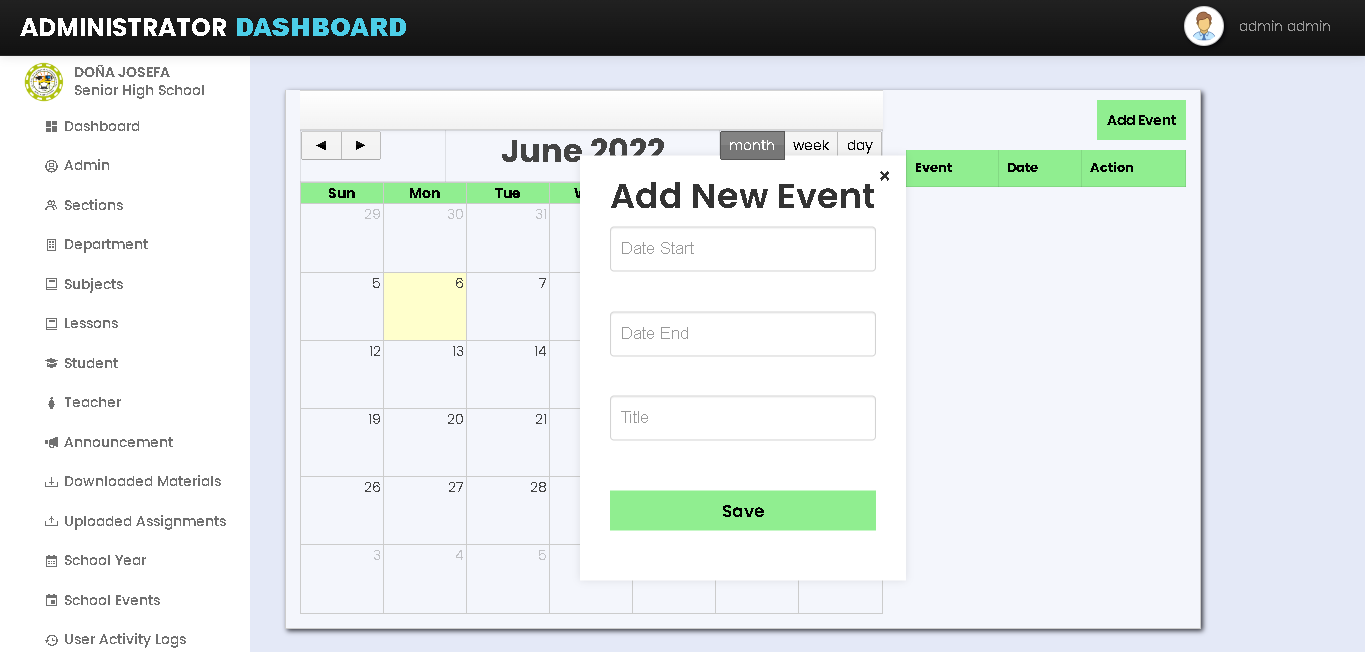 ADMINISTRATOR DASHBOARD
admin admin
DOÑA JOSEFA
Senior High School
Dashboard
Admin
Sections
Department
Subjects
Lessons
Student
Teacher
Announcement
Downloaded Materials
Uploaded Assignments
School Year
School Events
User Activity Logs
June 2022
month week day
Sun Mon Tue
29 30 31
5 6 7
12 13 14
19 20 21
26 27 28
3 4 5
Add New Event
×
Date Start
Date End
Title
Save
Add Event
Event Date Action